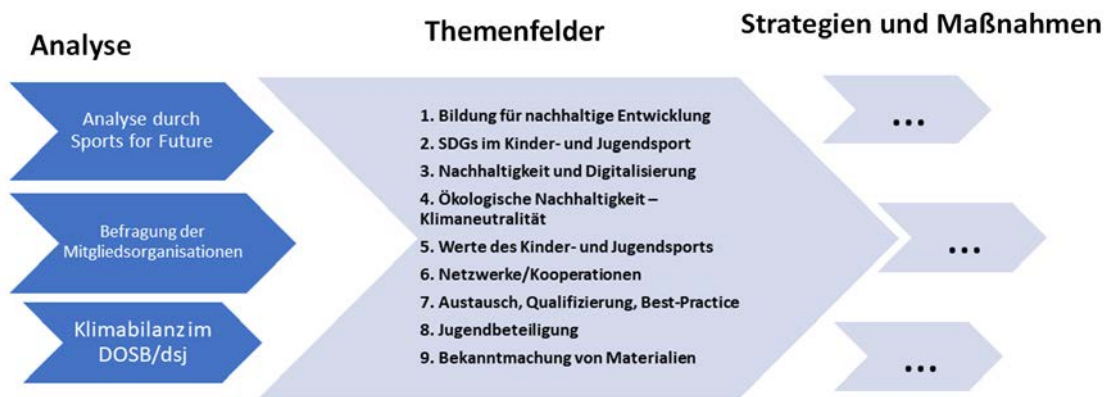 Analyse
Analyse durch
Sports for Future
Befragung der
Mitgliedsorganisationen
Klimabilanz im
DOSB/dsj
Themenfelder
1. Bildung für nachhaltige Entwicklung
2. SDGs im Kinder- und Jugendsport
3. Nachhaltigkeit und Digitalisierung
4. Ökologische Nachhaltigkeit –
Klimaneutralität
5. Werte des Kinder- und Jugendsports
6. Netzwerke/Kooperationen
7. Austausch, Qualifizierung, Best-Practice
8. Jugendbeteiligung
9. Bekanntmachung von Materialien
Strategien und Maßnahmen
...
...
...